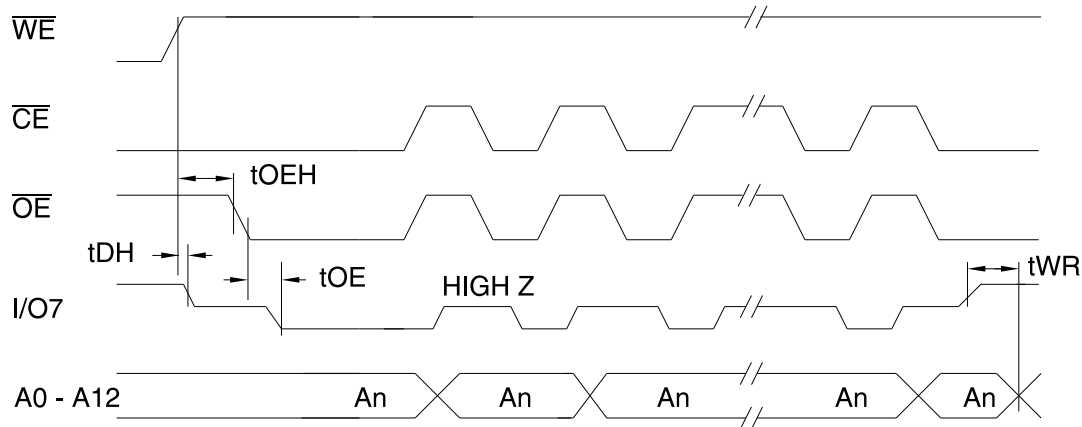 WE
CE
tOEH
OE
tDH
tOE
HIGH Z
tWR
I/O7
A0 - A12 An An An An An